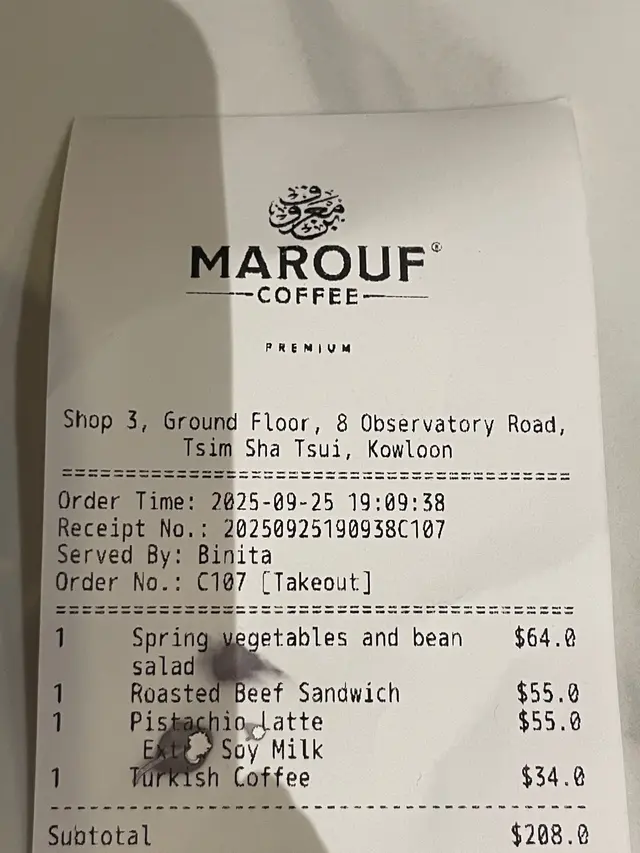 معروف
MAROUF®
COFFEE
PREMIUM
Shop 3, Ground Floor, 8 Observatory Road,
Tsim Sha Tsui, Kowloon
Order Time: 2025-09-25 19:09:38
Receipt No.: 20250925190938C107
Served By: Binita
Order No.: C107 [Takeout]
1 Spring vegetables and bean $64.0
salad
1 Roasted Beef Sandwich $55.0
1 Pistachio Latte $55.0
Extra Soy Milk
1 Turkish Coffee $34.0
Subtotal $208.0